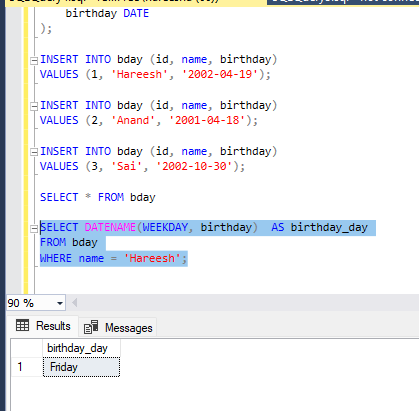 birthday DATE
);
INSERT INTO bday (id, name, birthday)
VALUES (1, 'Hareesh', '2002-04-19');
INSERT INTO bday (id, name, birthday)
VALUES (2, 'Anand', '2001-04-18');
INSERT INTO bday (id, name, birthday)
VALUES (3, 'Sai', '2002-10-30');
SELECT * FROM bday
SELECT DATENAME(WEEKDAY, birthday)  AS birthday_day
FROM bday
WHERE name = 'Hareesh';
90 %
Results Messages
birthday_day
1 Friday